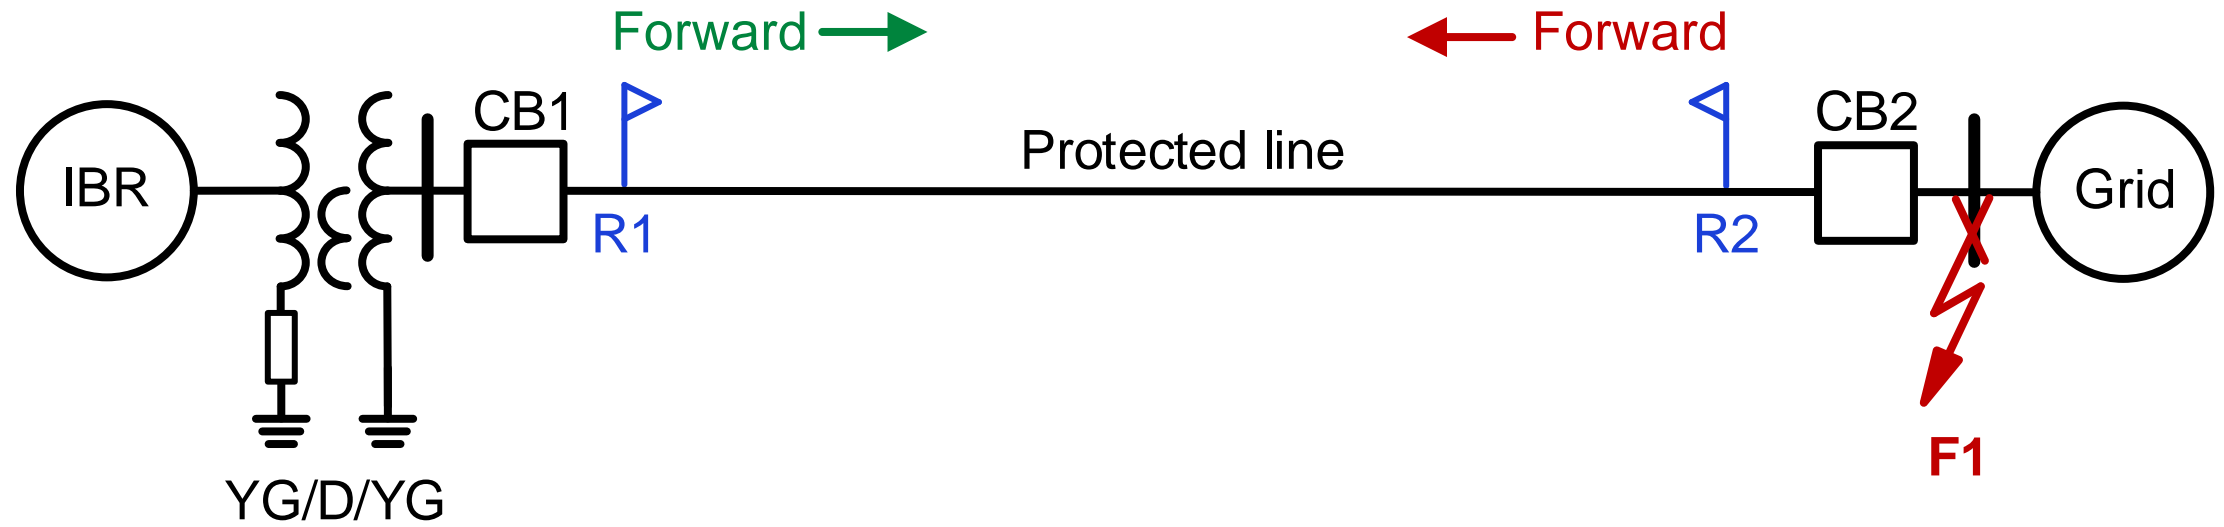 Forward
Forward
CB1
CB2
Protected line
IBR
Grid
R1
R2
F1
YG/D/YG